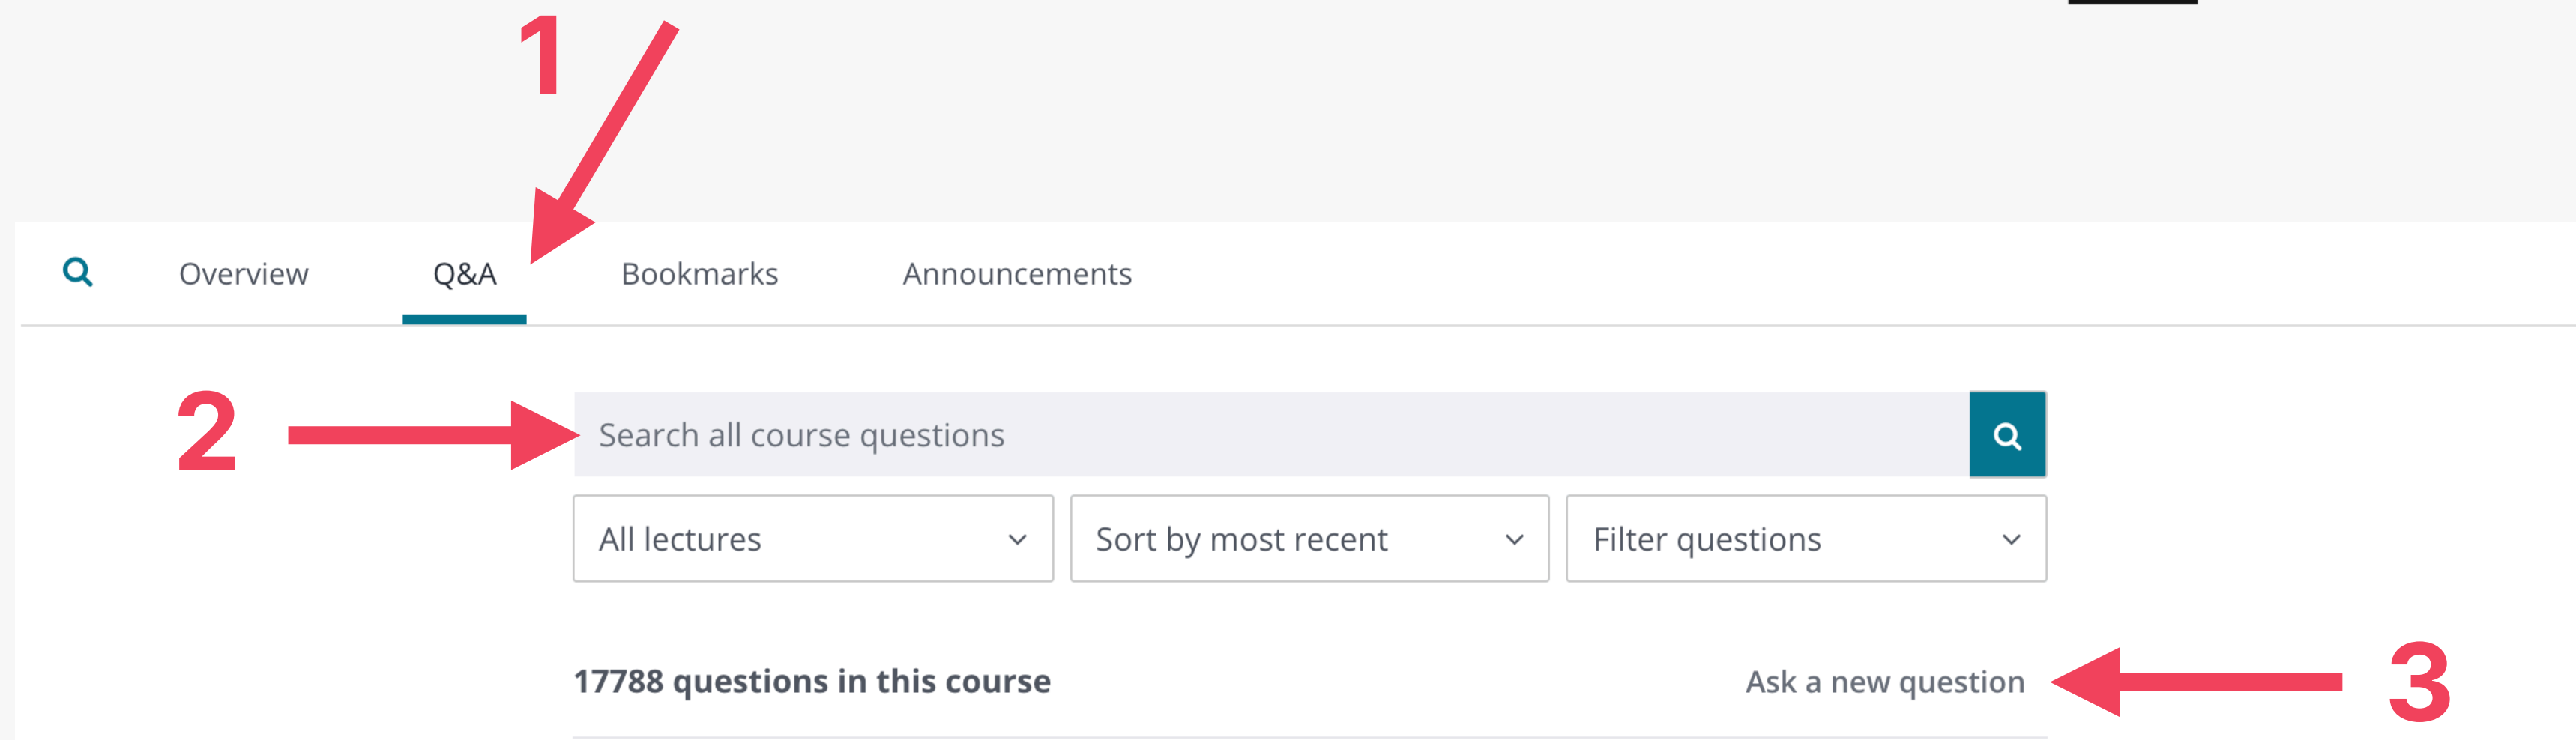 1
Overview Q&A Bookmarks Announcements
2 Search all course questions
All lectures Sort by most recent Filter questions
17788 questions in this course Ask a new question 3